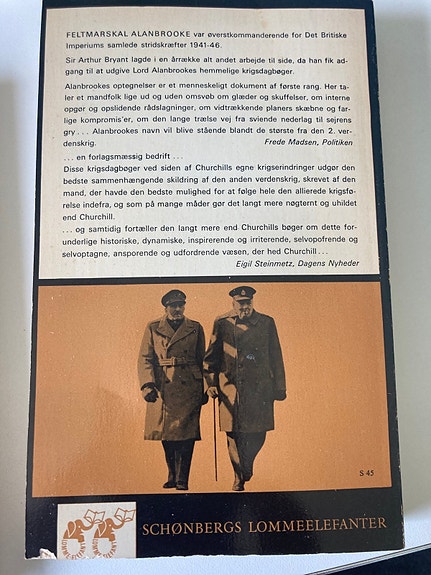 FELTMARSKAL ALANBROOKE var øverstkommanderende for Det Britiske
Imperiums samlede stridskræfter 1941-46.
Sir Arthur Bryant lagde i en årrække alt andet arbejde til side, da han fik ad-
gang til at udgive Lord Alanbrookes hemmelige krigsdagbøger.
Alanbrookes optegnelser er et menneskeligt dokument af første rang. Her ta-
ler et mandfolk lige ud og uden omsvøb om glæder og skuffelser, om interne
opgør og opslidende rådslagninger, om vidtrækkende planers skæbne og far-
lige kompromis'er, om den lange trælse vej fra sviende nederlag til sejrens
gry ... Alanbrookes navn vil blive stående blandt de største fra den 2. ver-
denskrig. Frede Madsen, Politiken
... en forlagsmæssig bedrift ...
Disse krigsdagbøger ved siden af Churchills egne krigserindringer udgør den
bedste sammenhængende skildring af den anden verdenskrig, skrevet af den
mand, der havde den bedste mulighed for at følge hele den allierede krigsfø-
relse indefra, og som på mange måder gør det langt mere nøgternt og uhildet
end Churchill.
... og samtidig fortæller den langt mere end Churchills bøger om dette for-
underlige historiske, dynamiske, inspirerende og irriterende, selvopofrende og
selvoptagne, ansporende og udfordrende væsen, der hed Churchill ...
Eigil Steinmetz, Dagens Nyheder
S 45
SCHØNBERGS LOMMEELEFANTER